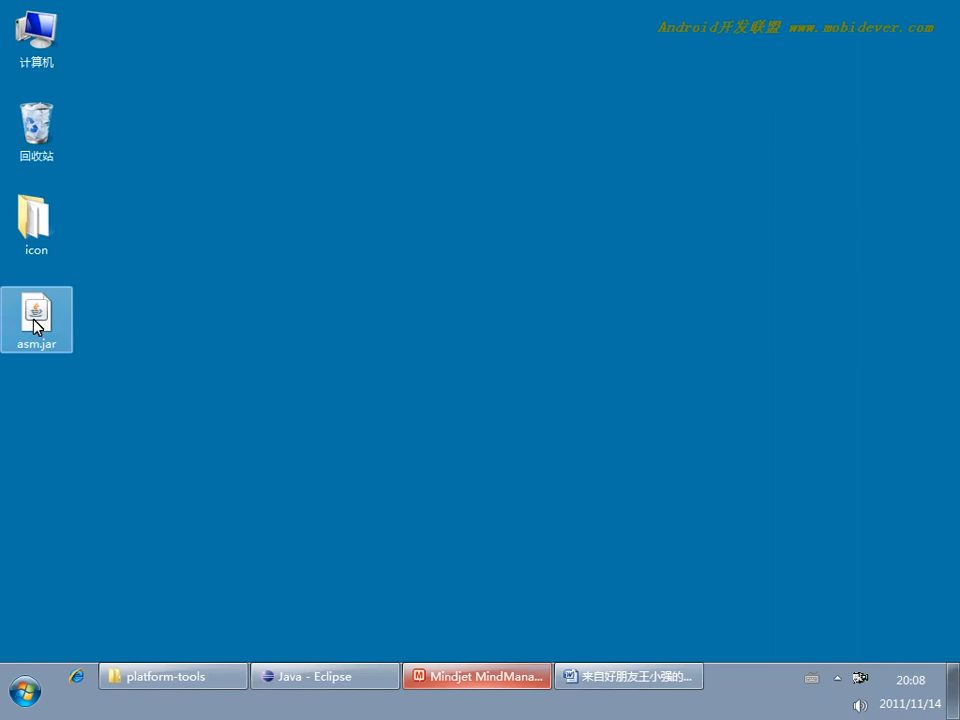 Android开发联盟 www.mobidever.com
计算机
回收站
icon
asm.jar
platform-tools
Java - Eclipse
Mindjet MindMana...
来自好朋友王小强的...
20:08
2011/11/14